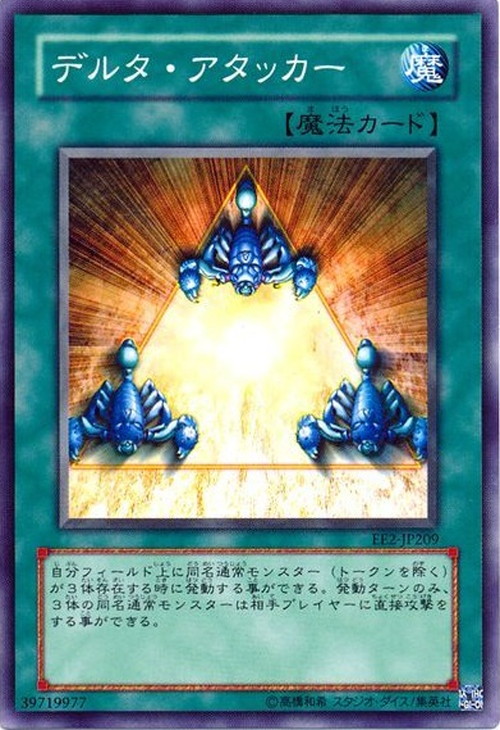 デルタ・アタッカー
魔
【魔法カード】
EE2-JP209
自分フィールド上に同名通常モンスター（トークンを除く）
が３体存在する時に発動する事ができる。発動ターンのみ、
３体の同名通常モンスターは相手プレイヤーに直接攻撃を
する事ができる。
39719977
©高橋和希 スタジオ・ダイス/集英社